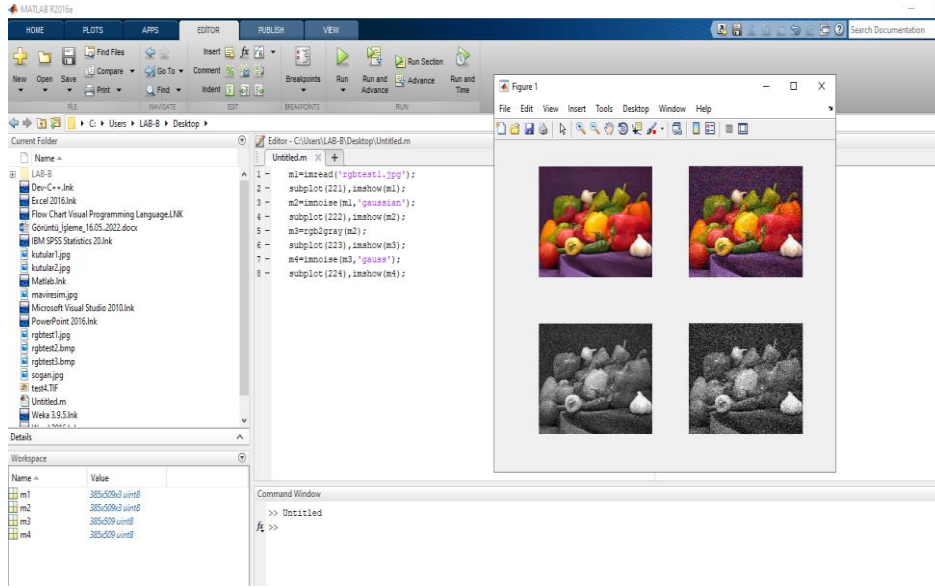 MATLAB R2016a
HOME PLOTS APPS EDITOR PUBLISH VIEW
Search Documentation
New Open Save
Find Files
Compare
Print
Go To
Find
Insert fx
Comment
Indent
Breakpoints
Run
Run and Advance
Run Section
Advance
Run and Time
FILE NAVIGATE EDIT BREAKPOINTS RUN
C: Users LAB-B Desktop
Current Folder
Name
LAB-B
Dev-C++.lnk
Excel 2016.lnk
Flow Chart Visual Programming Language.LNK
Görüntü_İşleme_16.05..2022.docx
IBM SPSS Statistics 20.lnk
kutular1.jpg
kutular2.jpg
Matlab.lnk
maviresim.jpg
Microsoft Visual Studio 2010.lnk
PowerPoint 2016.lnk
rgbtest1.jpg
rgbtest2.bmp
rgbtest3.bmp
sogan.jpg
test4.TIF
Untitled.m
Weka 3.9.5.lnk
Details
Workspace
Name Value
m1 385x509x3 uint8
m2 385x509x3 uint8
m3 385x509 uint8
m4 385x509 uint8
Editor - C:\Users\LAB-B\Desktop\Untitled.m
Untitled.m
1 - m1=imread('rgbtest1.jpg');
2 - subplot(221),imshow(m1);
3 - m2=imnoise(m1,'gaussian');
4 - subplot(222),imshow(m2);
5 - m3=rgb2gray(m2);
6 - subplot(223),imshow(m3);
7 - m4=imnoise(m3,'gauss');
8 - subplot(224),imshow(m4);
Command Window
>> Untitled
fx >>
Figure 1
File Edit View Insert Tools Desktop Window Help